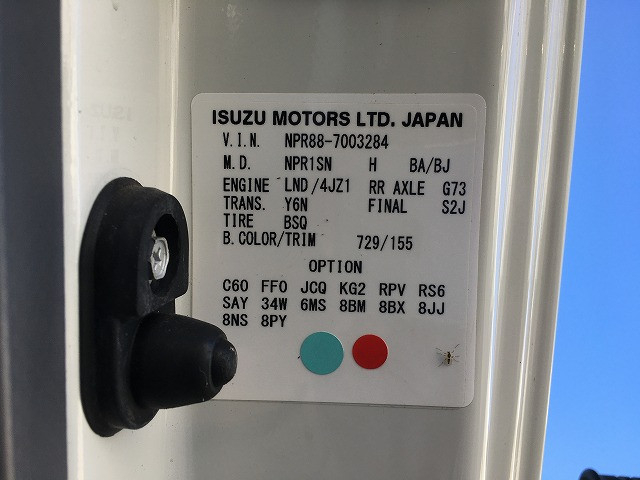 ISUZU MOTORS LTD. JAPAN
V.I.N. NPR88-7003284
M.D. NPR1SN H BA/BJ
ENGINE LND/4JZ1 RR AXLE G73
TRANS. Y6N FINAL S2J
TIRE BSQ
B.COLOR/TRIM 729/155
OPTION
C60 FF0 JCQ KG2 RPV RS6
SAY 34W 6MS 8BM 8BX 8JJ
8NS 8PY